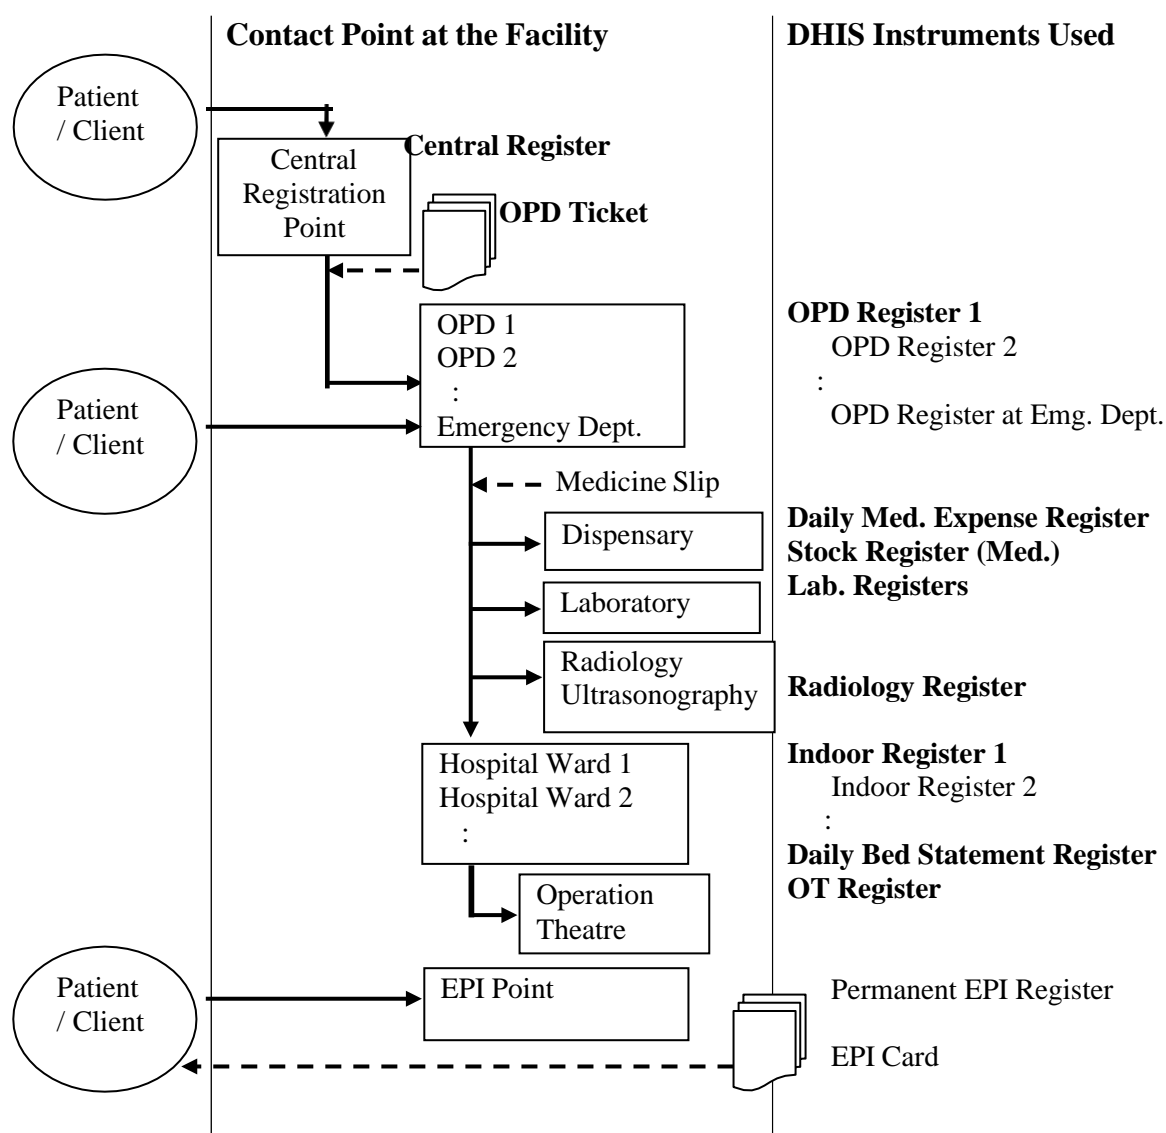 Contact Point at the Facility
DHIS Instruments Used
Patient
/ Client
Central
Registration
Point
Central Register
OPD Ticket
OPD 1
OPD 2
:
Emergency Dept.
OPD Register 1
OPD Register 2
:
OPD Register at Emg. Dept.
Patient
/ Client
Medicine Slip
Dispensary
Daily Med. Expense Register
Stock Register (Med.)
Lab. Registers
Laboratory
Radiology
Ultrasonography
Radiology Register
Hospital Ward 1
Hospital Ward 2
:
Indoor Register 1
Indoor Register 2
:
Daily Bed Statement Register
OT Register
Operation
Theatre
Patient
/ Client
EPI Point
Permanent EPI Register
EPI Card